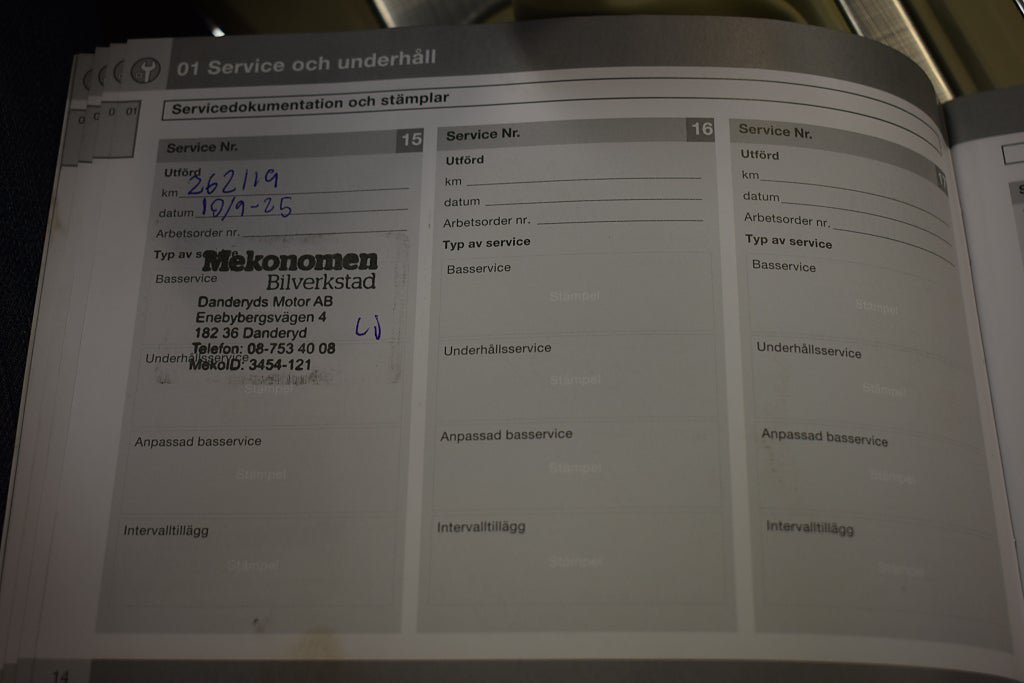 01 Service och underhåll
Servicedokumentation och stämplar
Service Nr. 15
Utförd
km 262119
datum 10/9-25
Arbetsorder nr.
Typ av
Basservice
Mekonomen
Bilverkstad
Danderyds Motor AB
Enebybergsvägen 4
182 36 Danderyd
Telefon: 08-753 40 08
MekoID: 3454-121
Underhållsservice
Stämpel
Anpassad basservice
Stämpel
Intervalltillägg
Stämpel
Service Nr. 16
Utförd
km
datum
Arbetsorder nr.
Typ av service
Basservice
Stämpel
Underhållsservice
Stämpel
Anpassad basservice
Stämpel
Intervalltillägg
Stämpel
Service Nr. 17
Utförd
km
datum
Arbetsorder nr.
Typ av service
Basservice
Stämpel
Underhållsservice
Stämpel
Anpassad basservice
Stämpel
Intervalltillägg
Stämpel
14
01